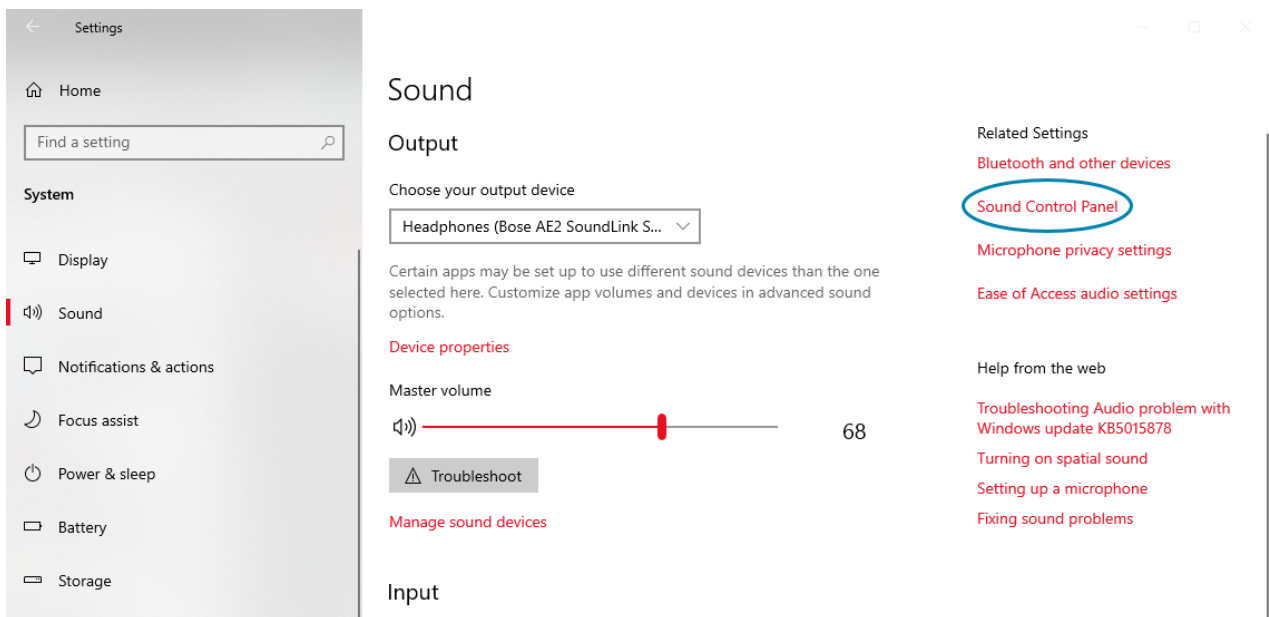 Settings
Home
Find a setting
System
Display
Sound
Notifications & actions
Focus assist
Power & sleep
Battery
Storage
Sound
Output
Choose your output device
Headphones (Bose AE2 SoundLink S...
Certain apps may be set up to use different sound devices than the one
selected here. Customize app volumes and devices in advanced sound
options.
Device properties
Master volume
68
Troubleshoot
Manage sound devices
Input
Related Settings
Bluetooth and other devices
Sound Control Panel
Microphone privacy settings
Ease of Access audio settings
Help from the web
Troubleshooting Audio problem with
Windows update KB5015878
Turning on spatial sound
Setting up a microphone
Fixing sound problems